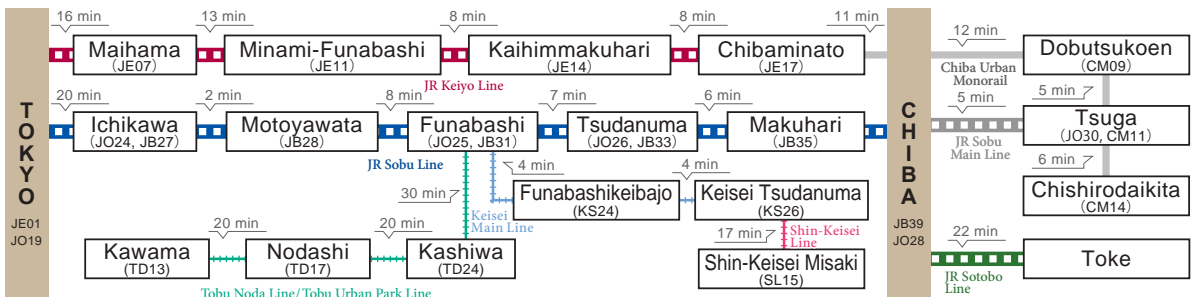 16 min
13 min
8 min
8 min
11 min
Maihama
(JE07)
Minami-Funabashi
(JE11)
Kaihimmakuhari
(JE14)
Chibaminato
(JE17)
JR Keiyo Line
12 min
Chiba Urban
Monorail
Dobutsukoen
(CM09)
5 min
TOKYO
JE01
JO19
20 min
2 min
8 min
7 min
6 min
Ichikawa
(JO24, JB27)
Motoyawata
(JB28)
Funabashi
(JO25, JB31)
Tsudanuma
(JO26, JB33)
Makuhari
(JB35)
JR Sobu Line
CHIBA
JB39
JO28
5 min
JR Sobu
Main Line
Tsuga
(JO30, CM11)
6 min
Chishirodaikita
(CM14)
30 min
4 min
4 min
Keisei
Main Line
Funabashikeibajo
(KS24)
Keisei Tsudanuma
(KS26)
17 min
Shin-Keisei
Line
Shin-Keisei Misaki
(SL15)
20 min
20 min
Kawama
(TD13)
Nodashi
(TD17)
Kashiwa
(TD24)
Tobu Noda Line/Tobu Urban Park Line
22 min
JR Sotobo
Line
Toke